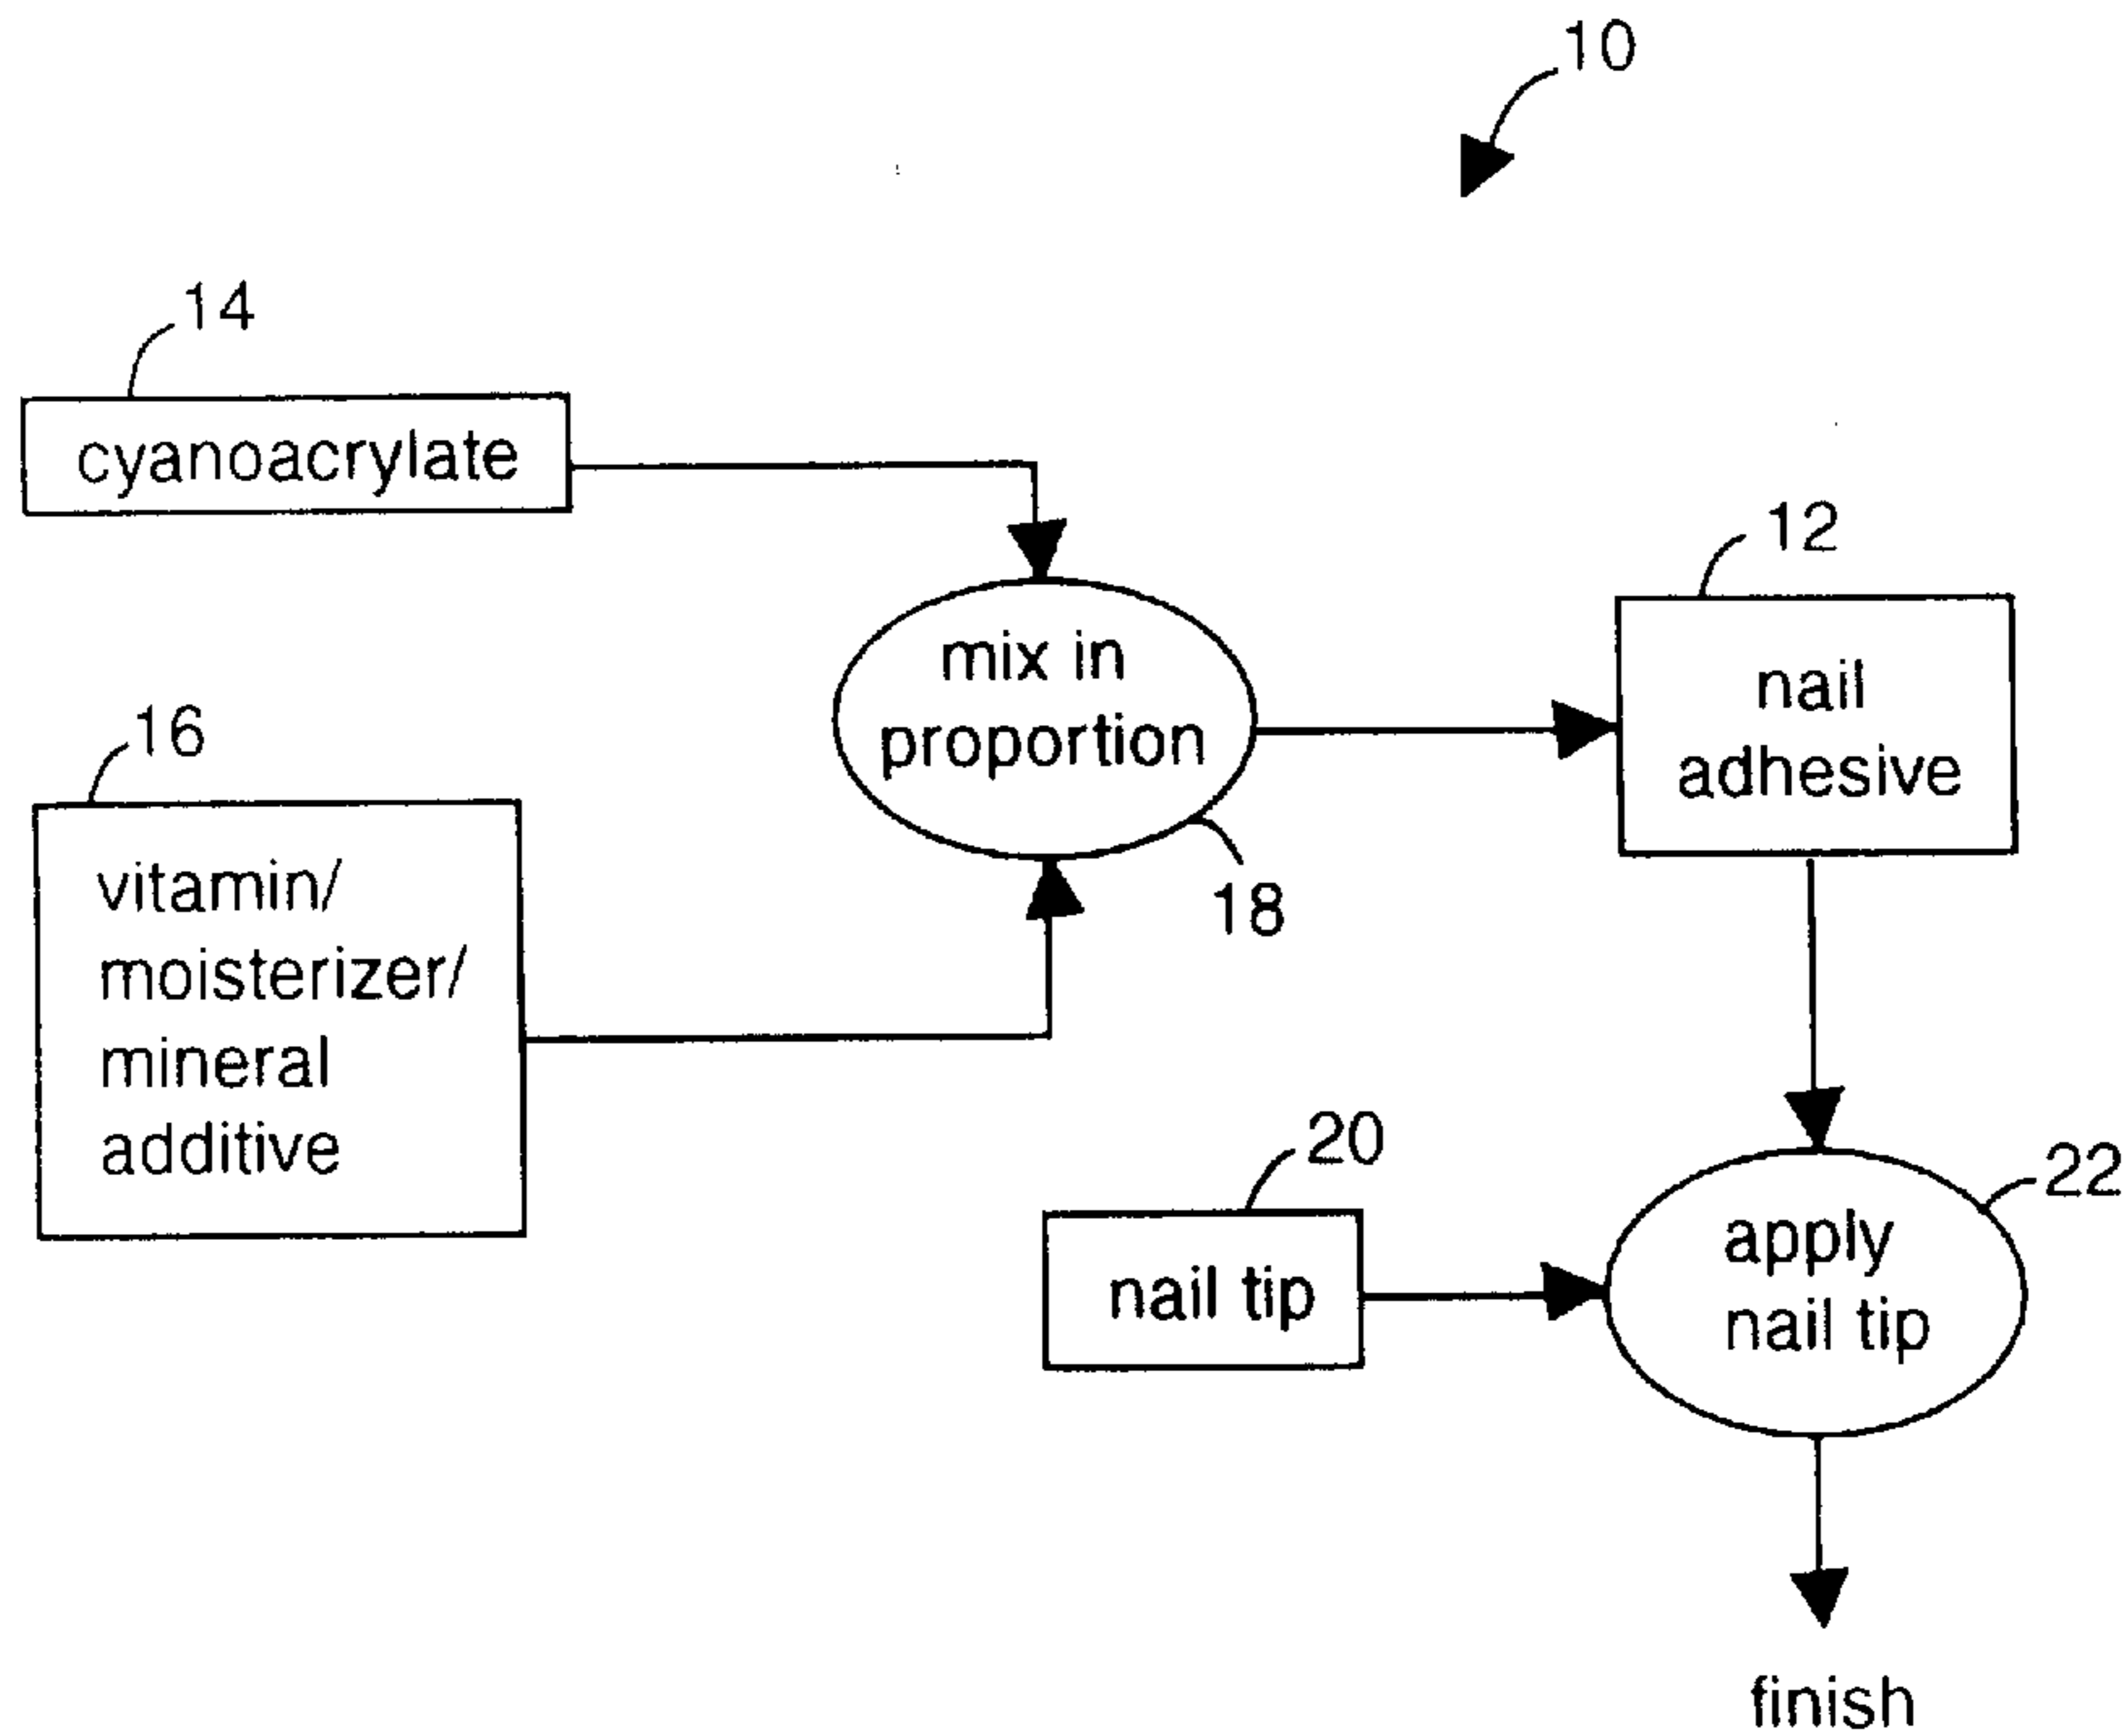 10
14
cyanoacrylate
12
mix in
proportion
nail
adhesive
16
18
vitamin/
moisterizer/
mineral
additive
20
22
nail tip
apply
nail tip
finish